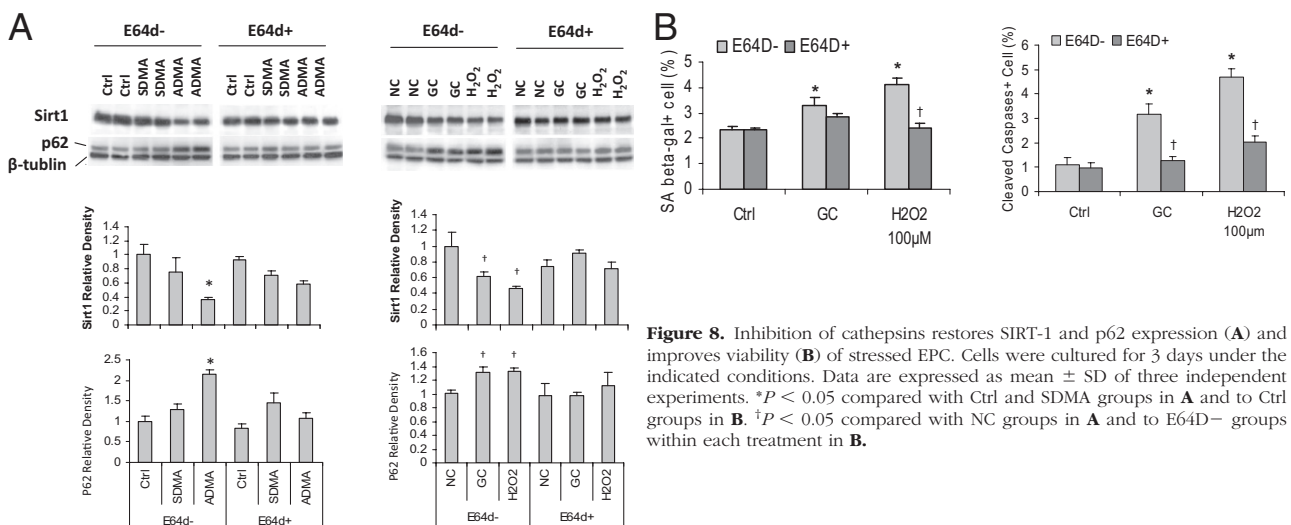 A
E64d-
E64d+
Ctrl
Ctrl
SDMA
SDMA
ADMA
ADMA
Ctrl
Ctrl
SDMA
SDMA
ADMA
ADMA
Sirt1
p62
β-tublin
E64d-
E64d+
NC
NC
GC
GC
H2O2
H2O2
NC
NC
GC
GC
H2O2
H2O2
Sirt1 Relative Density
1.4
1.2
1
0.8
0.6
0.4
0.2
0
*
Sirt1 Relative Density
1.4
1.2
1
0.8
0.6
0.4
0.2
0
†
†
P62 Relative Density
2.5
2
1.5
1
0.5
0
*
Ctrl
SDMA
ADMA
Ctrl
SDMA
ADMA
E64d-
E64d+
P62 Relative Density
1.6
1.4
1.2
1.0
0.8
0.6
0.4
0.2
0
†
†
NC
GC
H2O2
NC
GC
H2O2
E64d-
E64d+
B
E64D-
E64D+
SA beta-gal+ cell (%)
5
4
3
2
1
0
*
*
†
Ctrl
GC
H2O2
100µM
E64D-
E64D+
Cleaved Caspases+ Cell (%)
6
5
4
3
2
1
0
*
†
*
†
Ctrl
GC
H2O2
100µm
Figure 8. Inhibition of cathepsins restores SIRT-1 and p62 expression (A) and
improves viability (B) of stressed EPC. Cells were cultured for 3 days under the
indicated conditions. Data are expressed as mean ± SD of three independent
experiments. *P < 0.05 compared with Ctrl and SDMA groups in A and to Ctrl
groups in B. †P < 0.05 compared with NC groups in A and to E64D− groups
within each treatment in B.